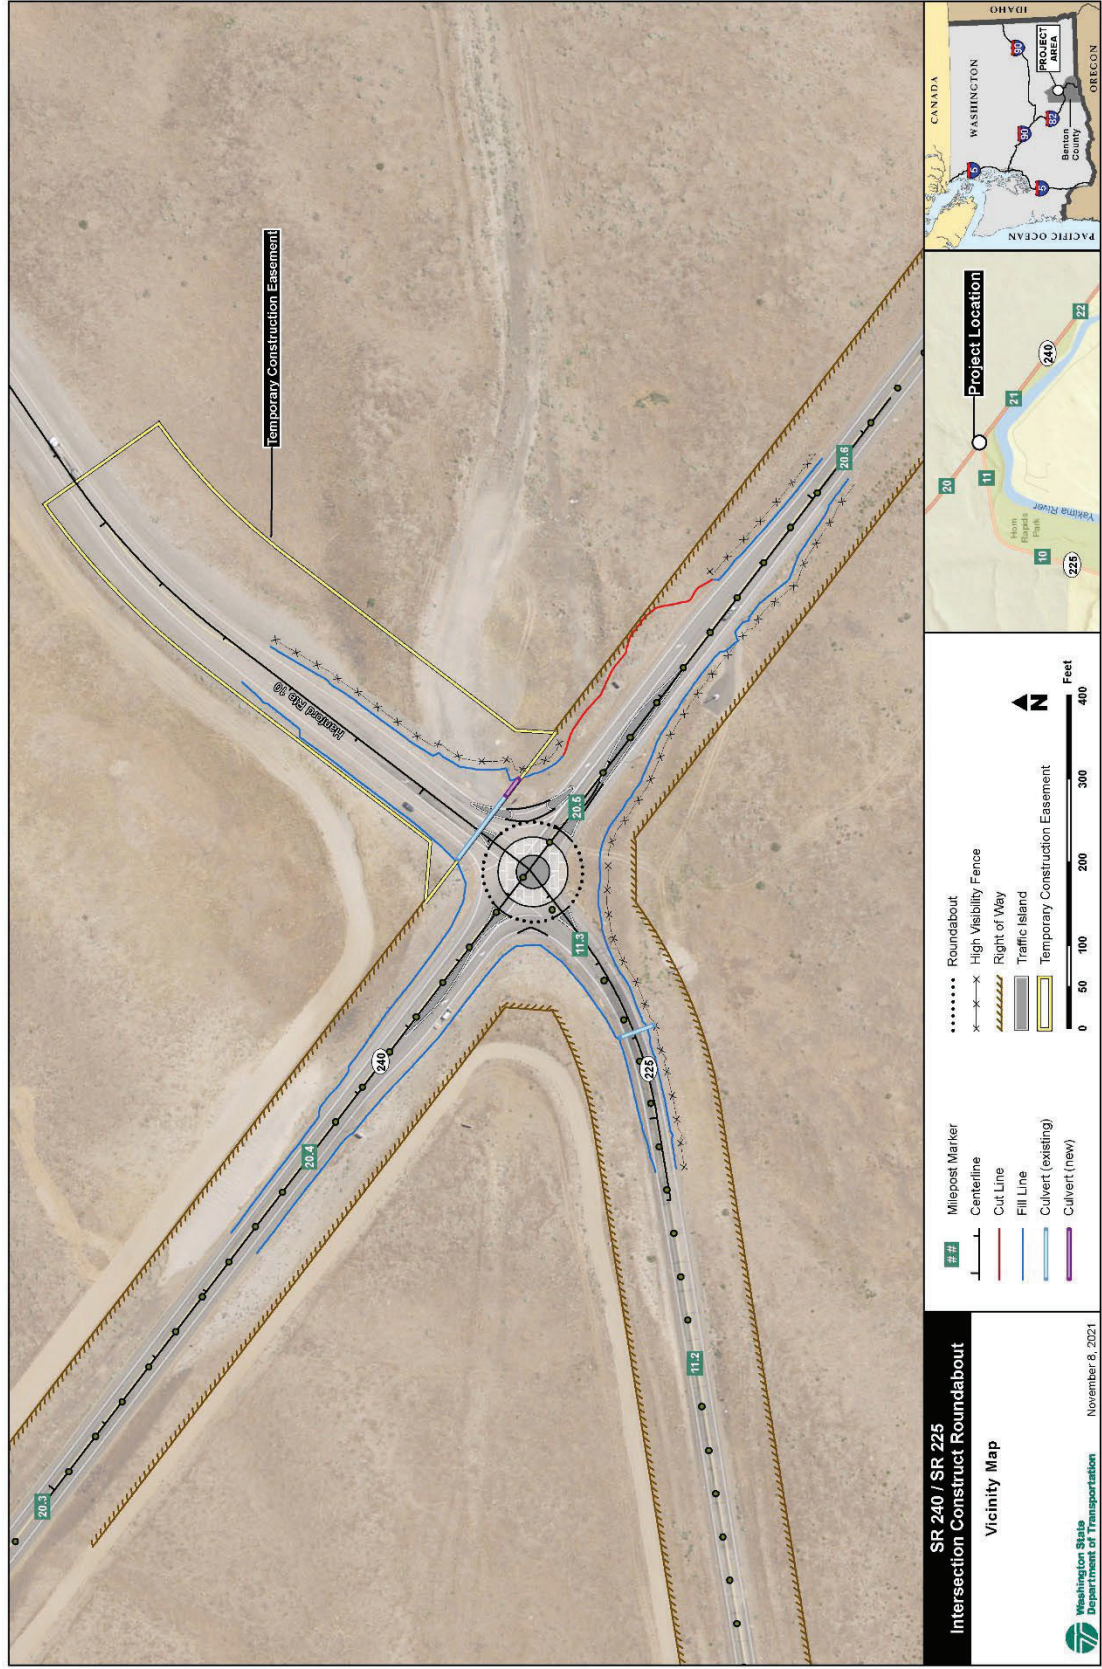 Temporary Construction Easement
Hanford Rte 10
20.3
20.4
240
20.5
20.6
11.3
225
11.2
SR 240 / SR 225
Intersection Construct Roundabout
Vicinity Map
Washington State
Department of Transportation
November 8, 2021
##
Milepost Marker
Centerline
Cut Line
Fill Line
Culvert (existing)
Culvert (new)
Roundabout
High Visibility Fence
Right of Way
Traffic Island
Temporary Construction Easement
N
0
50
100
200
300
400
Feet
Project Location
20
11
21
240
22
10
225
Horn
Rapids
Park
Yakima River
CANADA
WASHINGTON
IDAHO
OREGON
PACIFIC OCEAN
PROJECT
AREA
Benton
County
5
90
90
82
5